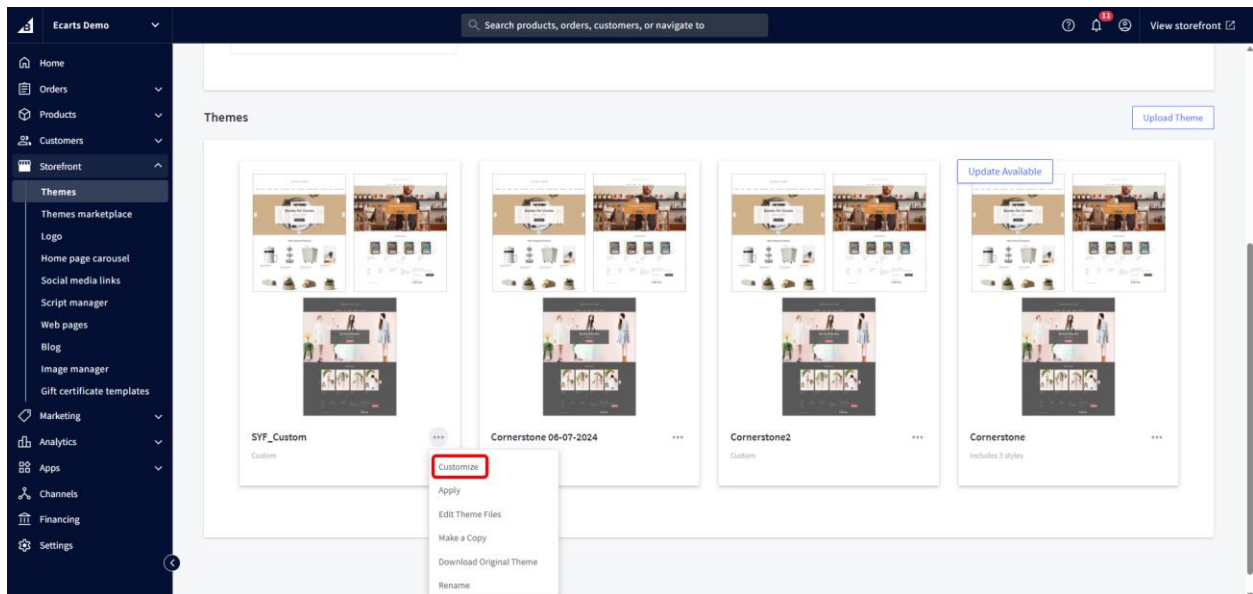 Ecarts Demo
Search products, orders, customers, or navigate to
11
View storefront
Home
Orders
Products
Customers
Storefront
Themes
Themes marketplace
Logo
Home page carousel
Social media links
Script manager
Web pages
Blog
Image manager
Gift certificate templates
Marketing
Analytics
Apps
Channels
Financing
Settings
Themes
Upload Theme
Update Available
SYF_Custom
Custom
Cornerstone 06-07-2024
Cornerstone2
Custom
Cornerstone
Includes 3 styles
Customize
Apply
Edit Theme Files
Make a Copy
Download Original Theme
Rename